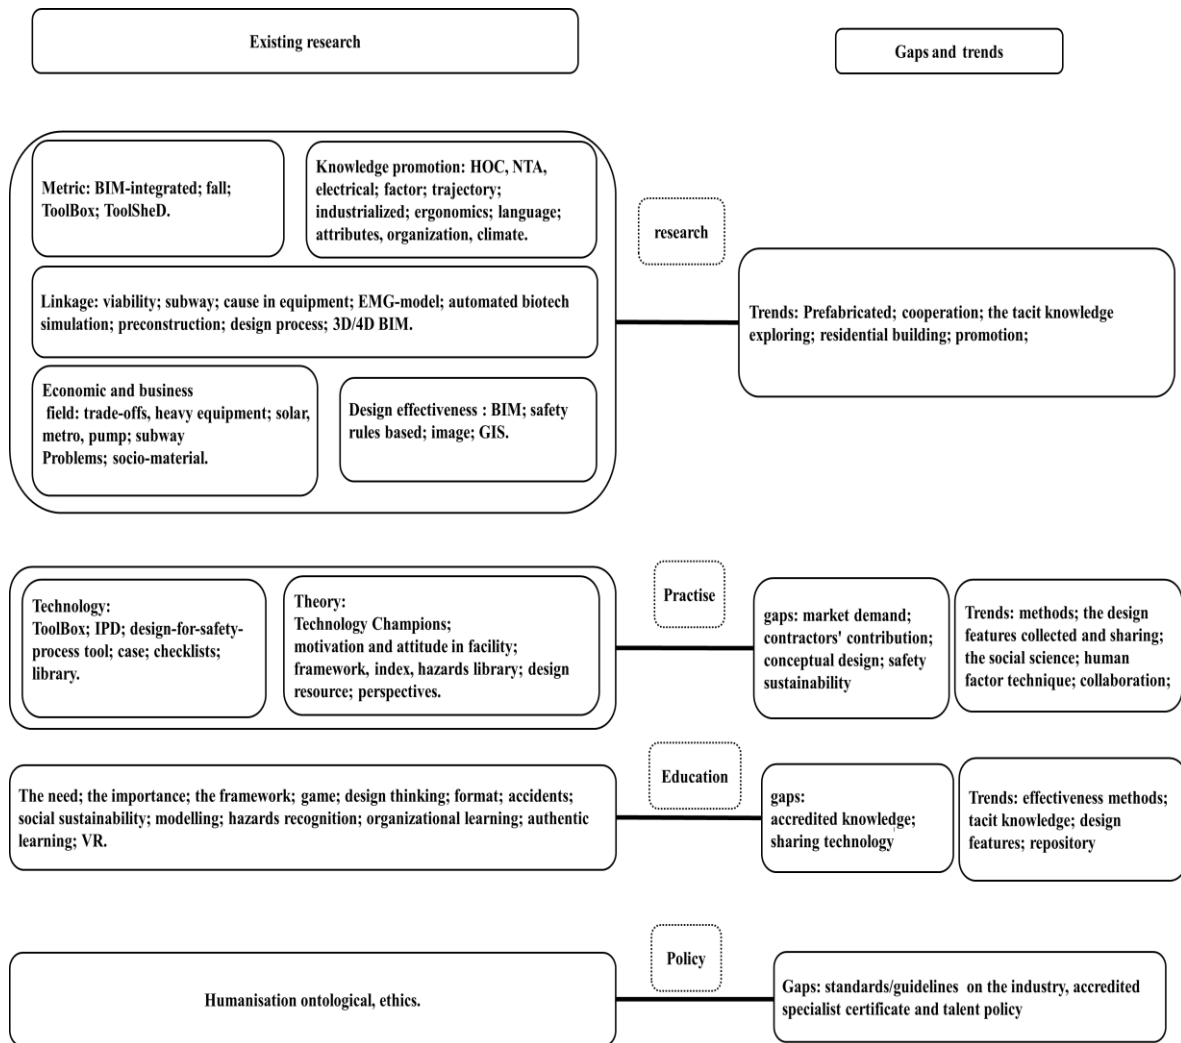 Existing research
Gaps and trends
Metric: BIM-integrated; fall;
ToolBox; ToolSheD.
Knowledge promotion: HOC, NTA,
electrical; factor; trajectory;
industrialized; ergonomics; language;
attributes, organization, climate.
research
Linkage: viability; subway; cause in equipment; EMG-model; automated biotech
simulation; preconstruction; design process; 3D/4D BIM.
Trends: Prefabricated; cooperation; the tacit knowledge
exploring; residential building; promotion;
Economic and business
field: trade-offs, heavy equipment; solar,
metro, pump; subway
Problems; socio-material.
Design effectiveness : BIM; safety
rules based; image; GIS.
Technology:
ToolBox; IPD; design-for-safety-
process tool; case; checklists;
library.
Theory:
Technology Champions;
motivation and attitude in facility;
framework, index, hazards library; design
resource; perspectives.
Practise
gaps: market demand;
contractors' contribution;
conceptual design; safety
sustainability
Trends: methods; the design
features collected and sharing;
the social science; human
factor technique; collaboration;
The need; the importance; the framework; game; design thinking; format; accidents;
social sustainability; modelling; hazards recognition; organizational learning; authentic
learning; VR.
Education
gaps:
accredited knowledge;
sharing technology
Trends: effectiveness methods;
tacit knowledge; design
features; repository
Humanisation ontological, ethics.
Policy
Gaps: standards/guidelines on the industry, accredited
specialist certificate and talent policy